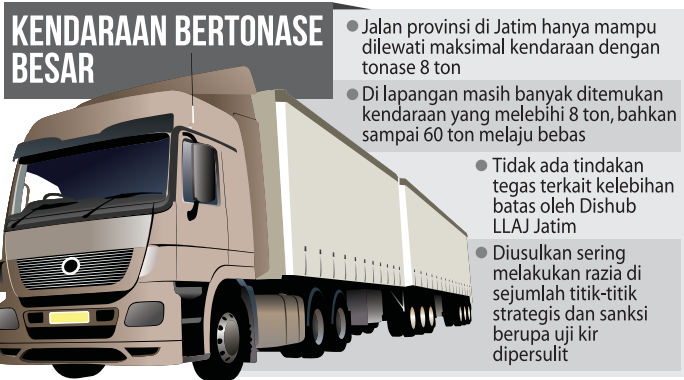 KENDARAAN BERTONASE
BESAR
Jalan provinsi di Jatim hanya mampu
dilewati maksimal kendaraan dengan
tonase 8 ton
Di lapangan masih banyak ditemukan
kendaraan yang melebihi 8 ton, bahkan
sampai 60 ton melaju bebas
Tidak ada tindakan
tegas terkait kelebihan
batas oleh Dishub
LLAJ Jatim
Diusulkan sering
melakukan razia di
sejumlah titik-titik
strategis dan sanksi
berupa uji kir
dipersulit